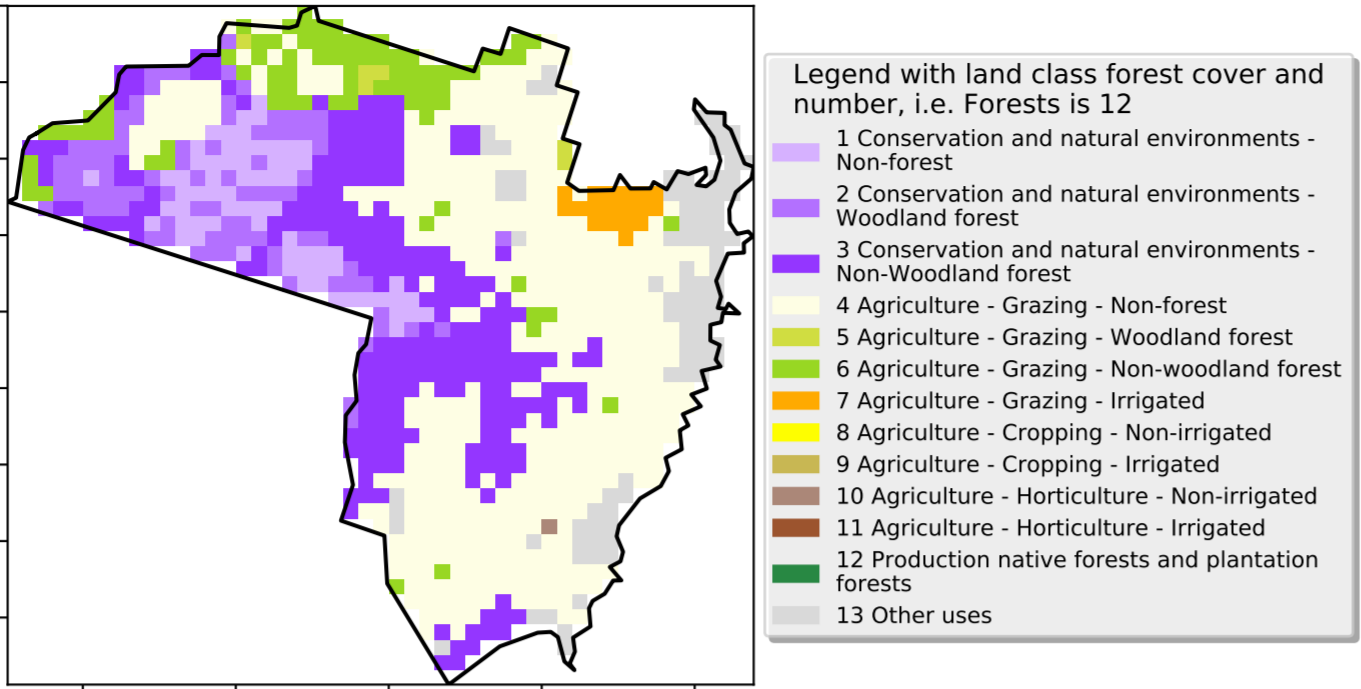 Legend with land class forest cover and
number, i.e. Forests is 12
1 Conservation and natural environments -
Non-forest
2 Conservation and natural environments -
Woodland forest
3 Conservation and natural environments -
Non-Woodland forest
4 Agriculture - Grazing - Non-forest
5 Agriculture - Grazing - Woodland forest
6 Agriculture - Grazing - Non-woodland forest
7 Agriculture - Grazing - Irrigated
8 Agriculture - Cropping - Non-irrigated
9 Agriculture - Cropping - Irrigated
10 Agriculture - Horticulture - Non-irrigated
11 Agriculture - Horticulture - Irrigated
12 Production native forests and plantation
forests
13 Other uses